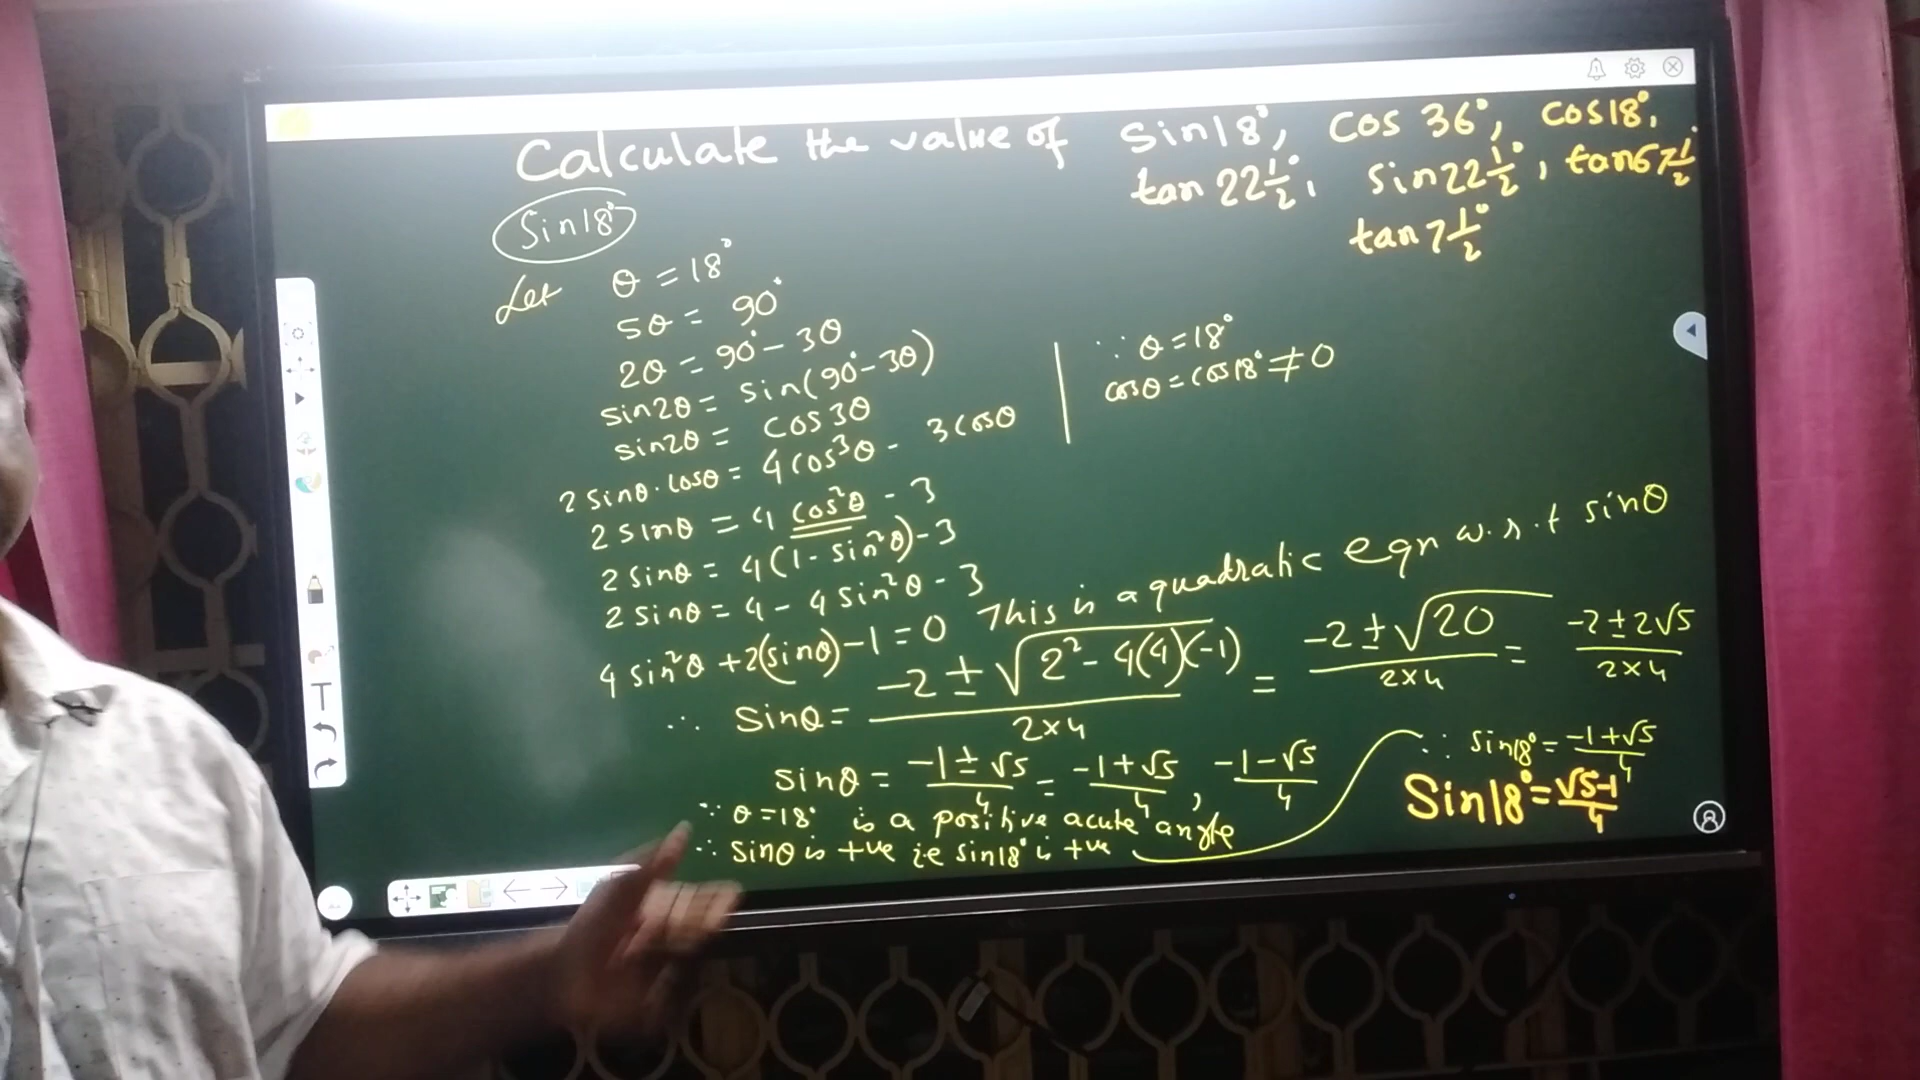 Calculate the value of sin18°, cos 36°, cos18°,
tan 22½°, sin22½°, tan67½°
tan7½°
Sin18°
Let θ = 18°
5θ = 90°
2θ = 90° - 3θ
sin2θ = sin(90°-3θ)
sin2θ = cos3θ
2 sinθ.cosθ = 4cos³θ - 3cosθ
∵ θ = 18°
cosθ = cos18° ≠ 0
2 sinθ = 4 cos²θ - 3
2 sinθ = 4(1 - sin²θ) - 3
2 sinθ = 4 - 4 sin²θ - 3
4 sin²θ + 2(sinθ) - 1 = 0 This is a quadratic eqn w.r.t sinθ
∴ Sinθ = (-2 ± √(2² - 4(4)(-1)))/(2×4) = (-2 ± √20)/(2×4) = (-2 ± 2√5)/(2×4)
sinθ = (-1 ± √5)/4 = (-1+√5)/4, (-1-√5)/4
∵ θ = 18° is a positive acute angle
∴ sinθ is +ve ie sin18° is +ve
∴ sin18° = (-1+√5)/4
Sin18° = (√5-1)/4
T